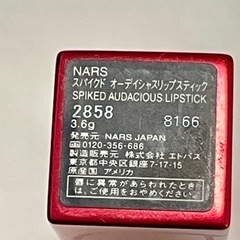 NARS
スパイクド オーデイシャスリップスティック
SPIKED AUDACIOUS LIPSTICK
2858
8166
3.6g
発売元 NARS JAPAN
0120-356-686
製造販売元 株式会社 エトバス
東京都中央区銀座7-17-15
原産国 アメリカ
※に異常があらわれたときは、
は、ご使用をおやめください。